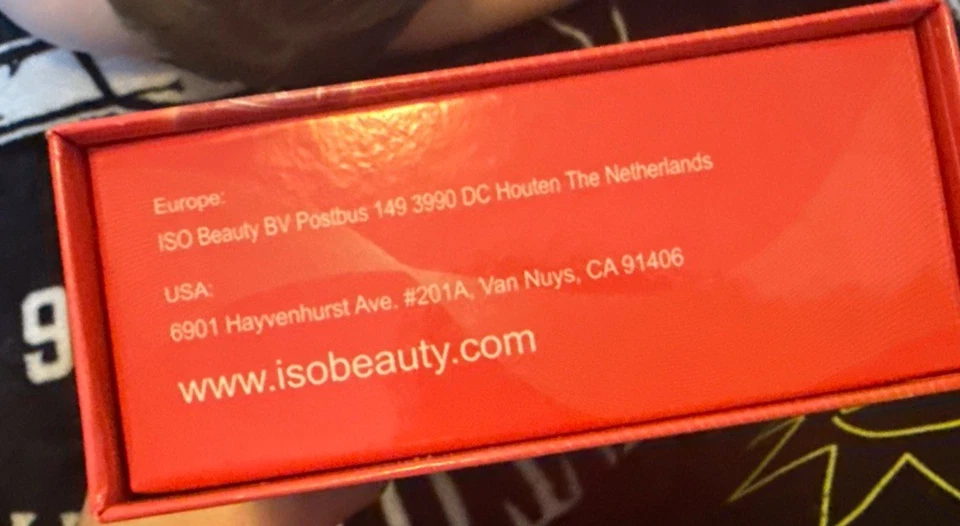 Europe:
ISO Beauty BV Postbus 149 3990 DC Houten The Netherlands
USA:
6901 Hayvenhurst Ave. #201A, Van Nuys, CA 91406
www.isobeauty.com
9